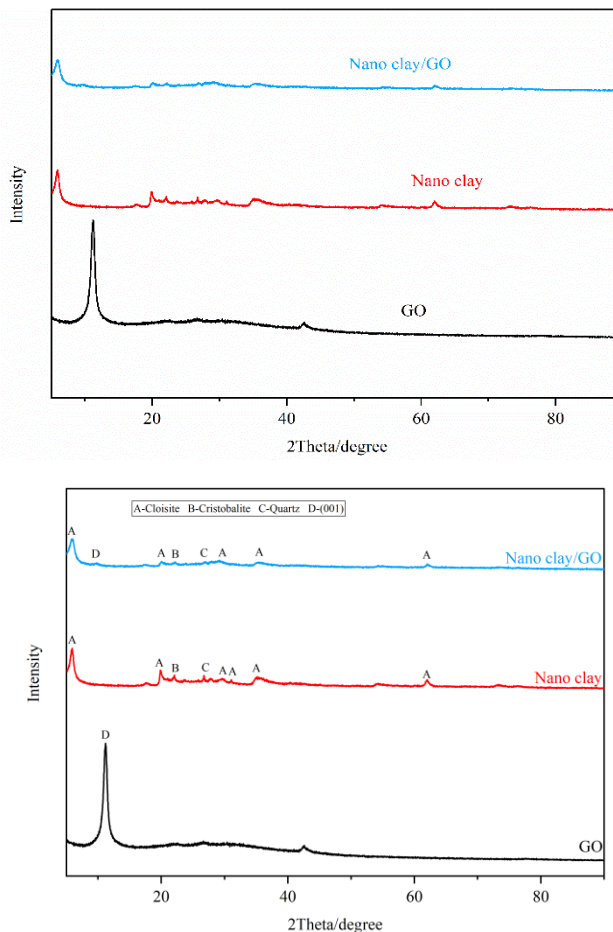 Nano clay/GO
Nano clay
GO
Intensity
20 40 60 80
2Theta/degree
A-Cloisite B-Cristobalite C-Quartz D-(001)
A D A B C A A A
Nano clay/GO
A A B C A A A A
Nano clay
D
GO
Intensity
20 40 60 80
2Theta/degree